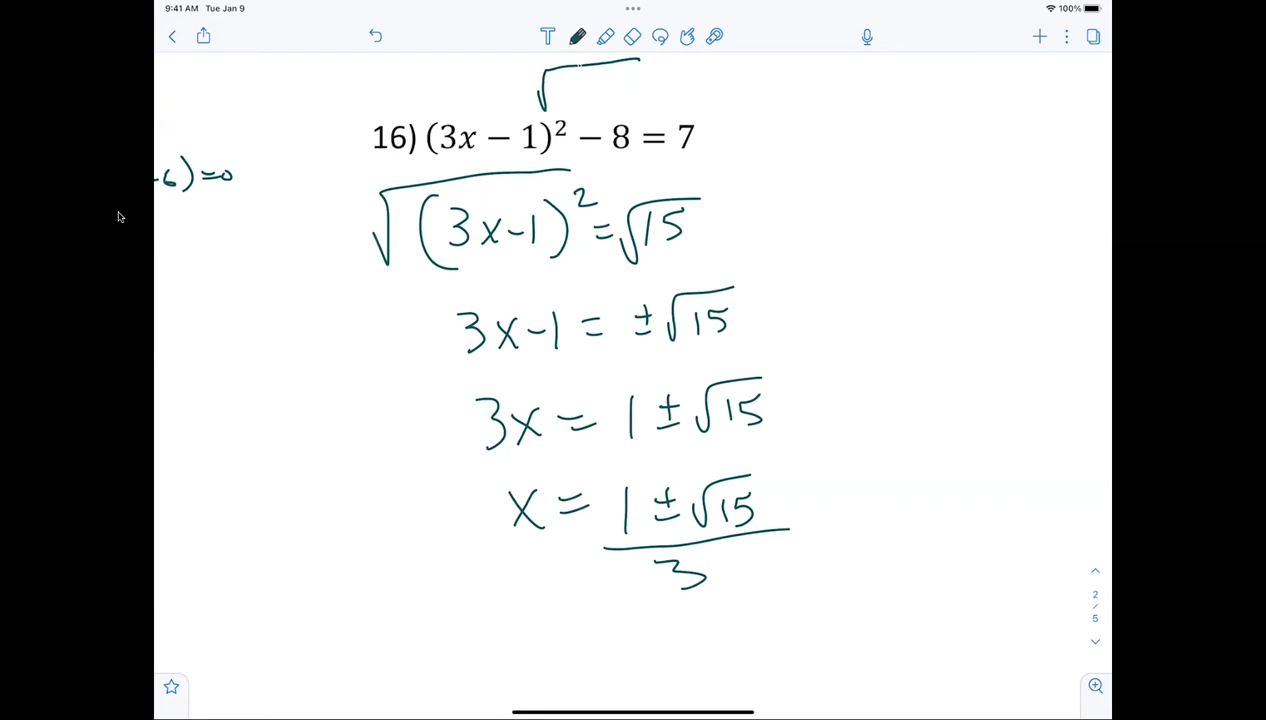 9:41 AM Tue Jan 9
100%
√
16) (3x − 1)² − 8 = 7
-6)=0
√(3x-1)² = √15
3x-1 = ±√15
3x = 1 ± √15
x = 1 ± √15
3
2
/
5